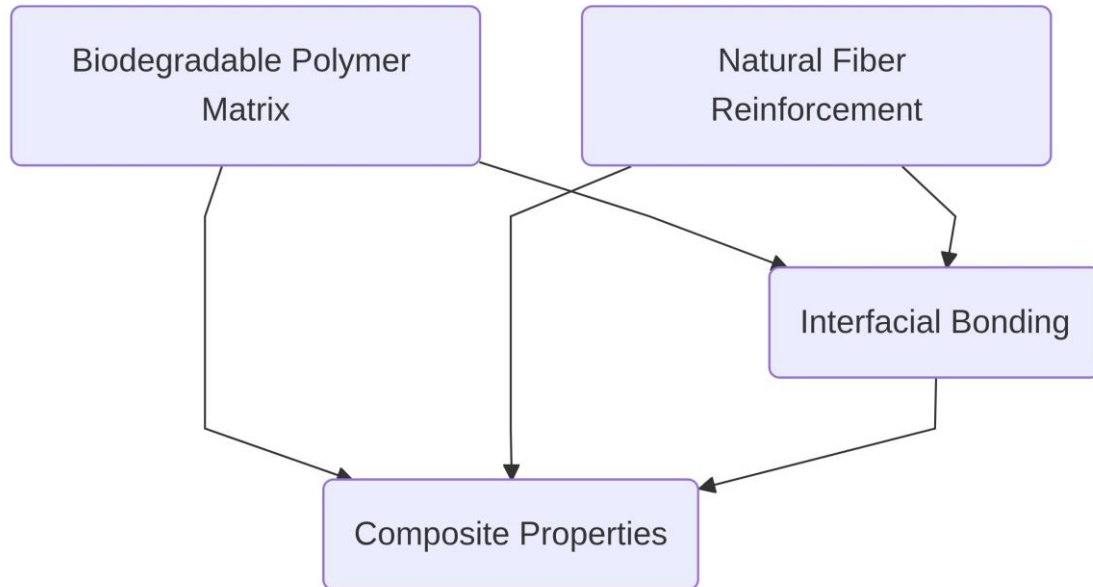 Biodegradable Polymer
Matrix
Natural Fiber
Reinforcement
Interfacial Bonding
Composite Properties